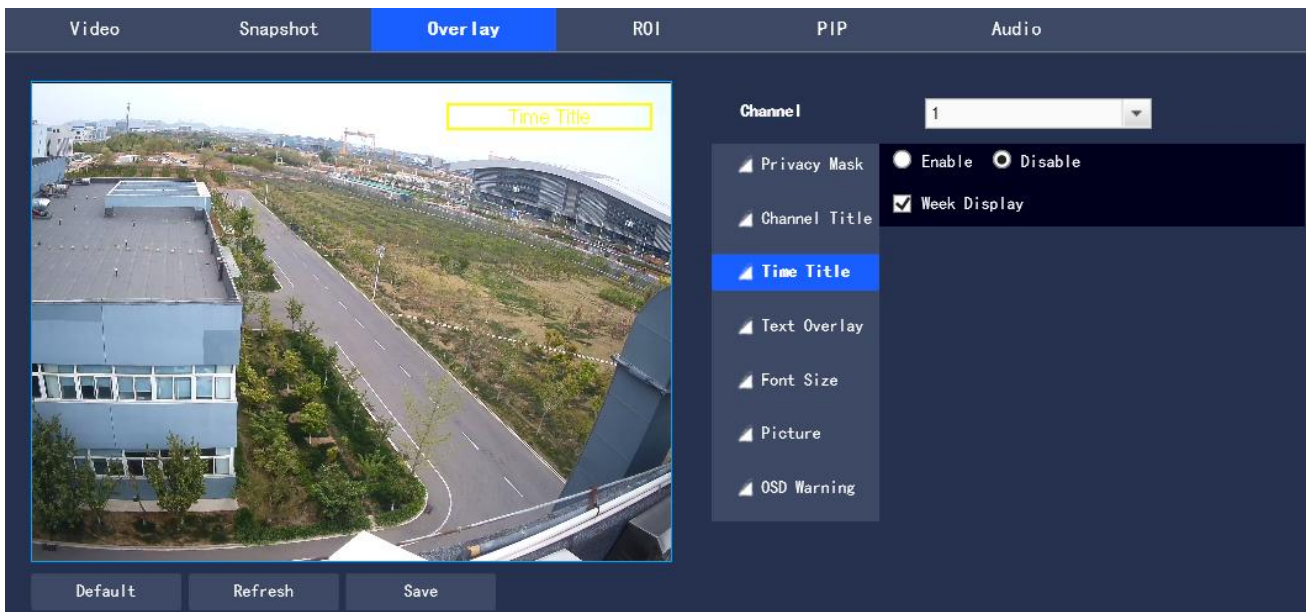 Video Snapshot Overlay ROI PIP Audio
Time Title
Channel 1
Privacy Mask Enable Disable
Week Display
Channel Title
Time Title
Text Overlay
Font Size
Picture
OSD Warning
Default Refresh Save